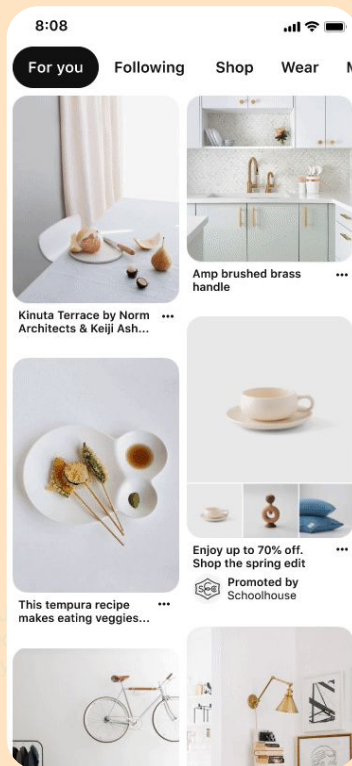 8:08
For you
Following
Shop
Wear
Kinuta Terrace by Norm
Architects & Keiji Ash...
Amp brushed brass
handle
This tempura recipe
makes eating veggies...
Enjoy up to 70% off.
Shop the spring edit
Promoted by
Schoolhouse